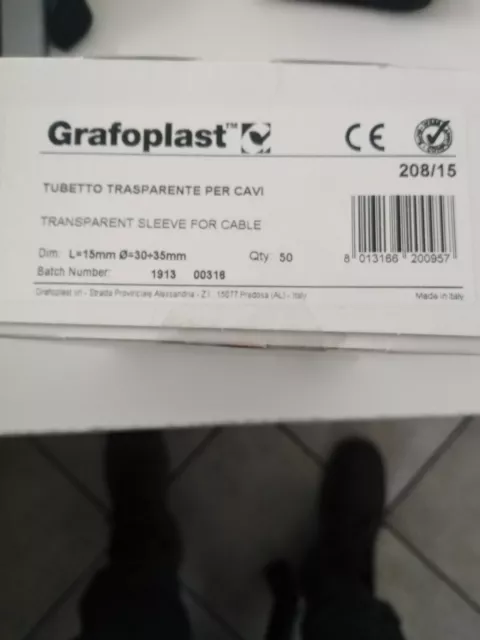 Grafoplast™ CE
208/15
TUBETTO TRASPARENTE PER CAVI
TRANSPARENT SLEEVE FOR CABLE
Dim: L=15mm Ø=30÷35mm Qty 50
8 013166 200957
Batch Number: 1913 00316
Grafoplast srl - Strada Provinciale Alessandria - Z.I. 15077 Predosa (AL) - Italy Made in Italy